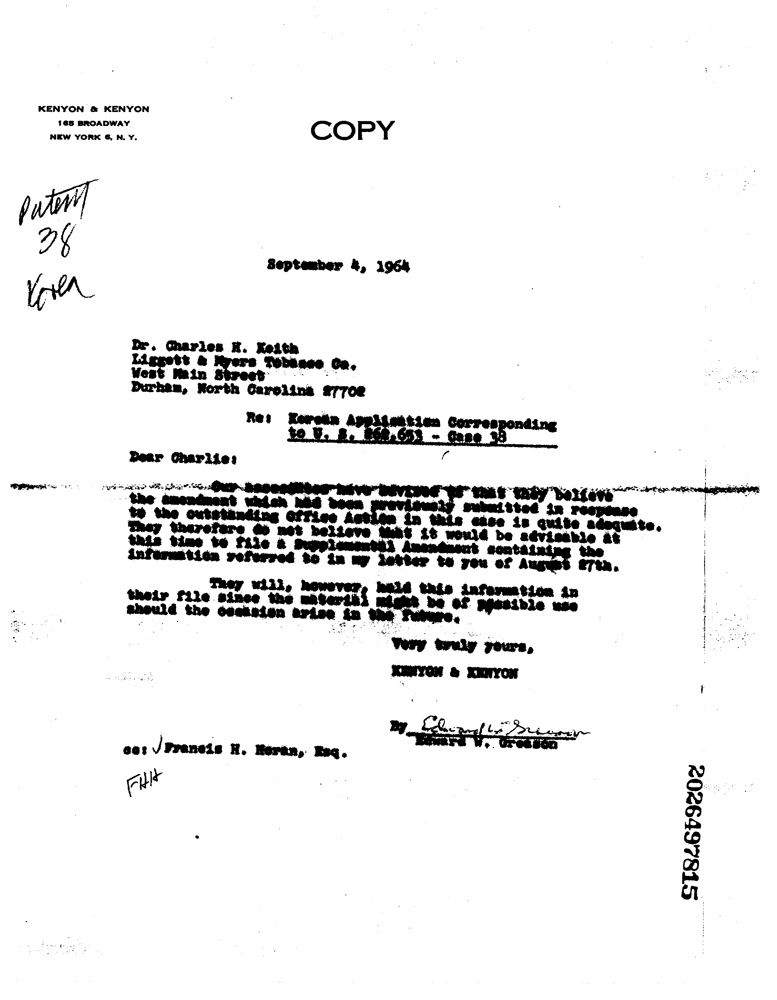 KENYON & KENYON
165 BROADWAY
NEW YORK 6, N. Y.
COPY
Patent
38
Korea
September 4, 1964
Dr. Charles H. Keith
Liggett & Myers Tobacco Co.
West Main Street
Durham, North Carolina 27702
Re: Korean Application Corresponding
to U. S. 262,653 - Case 38
Dear Charlie:
Our associates have advised us that they believe
the amendment which had been previously submitted in response
to the outstanding Office Action in this case is quite adequate.
They therefore do not believe that it would be advisable at
this time to file a Supplemental Amendment containing the
information referred to in my letter to you of August 27th.
They will, however, hold this information in
their file since the material might be of possible use
should the occasion arise in the future.
Very truly yours,
KENYON & KENYON
By Edward W. Greason
Edward W. Greason
cc: √ Francis H. Horan, Esq.
FHH
2026497815